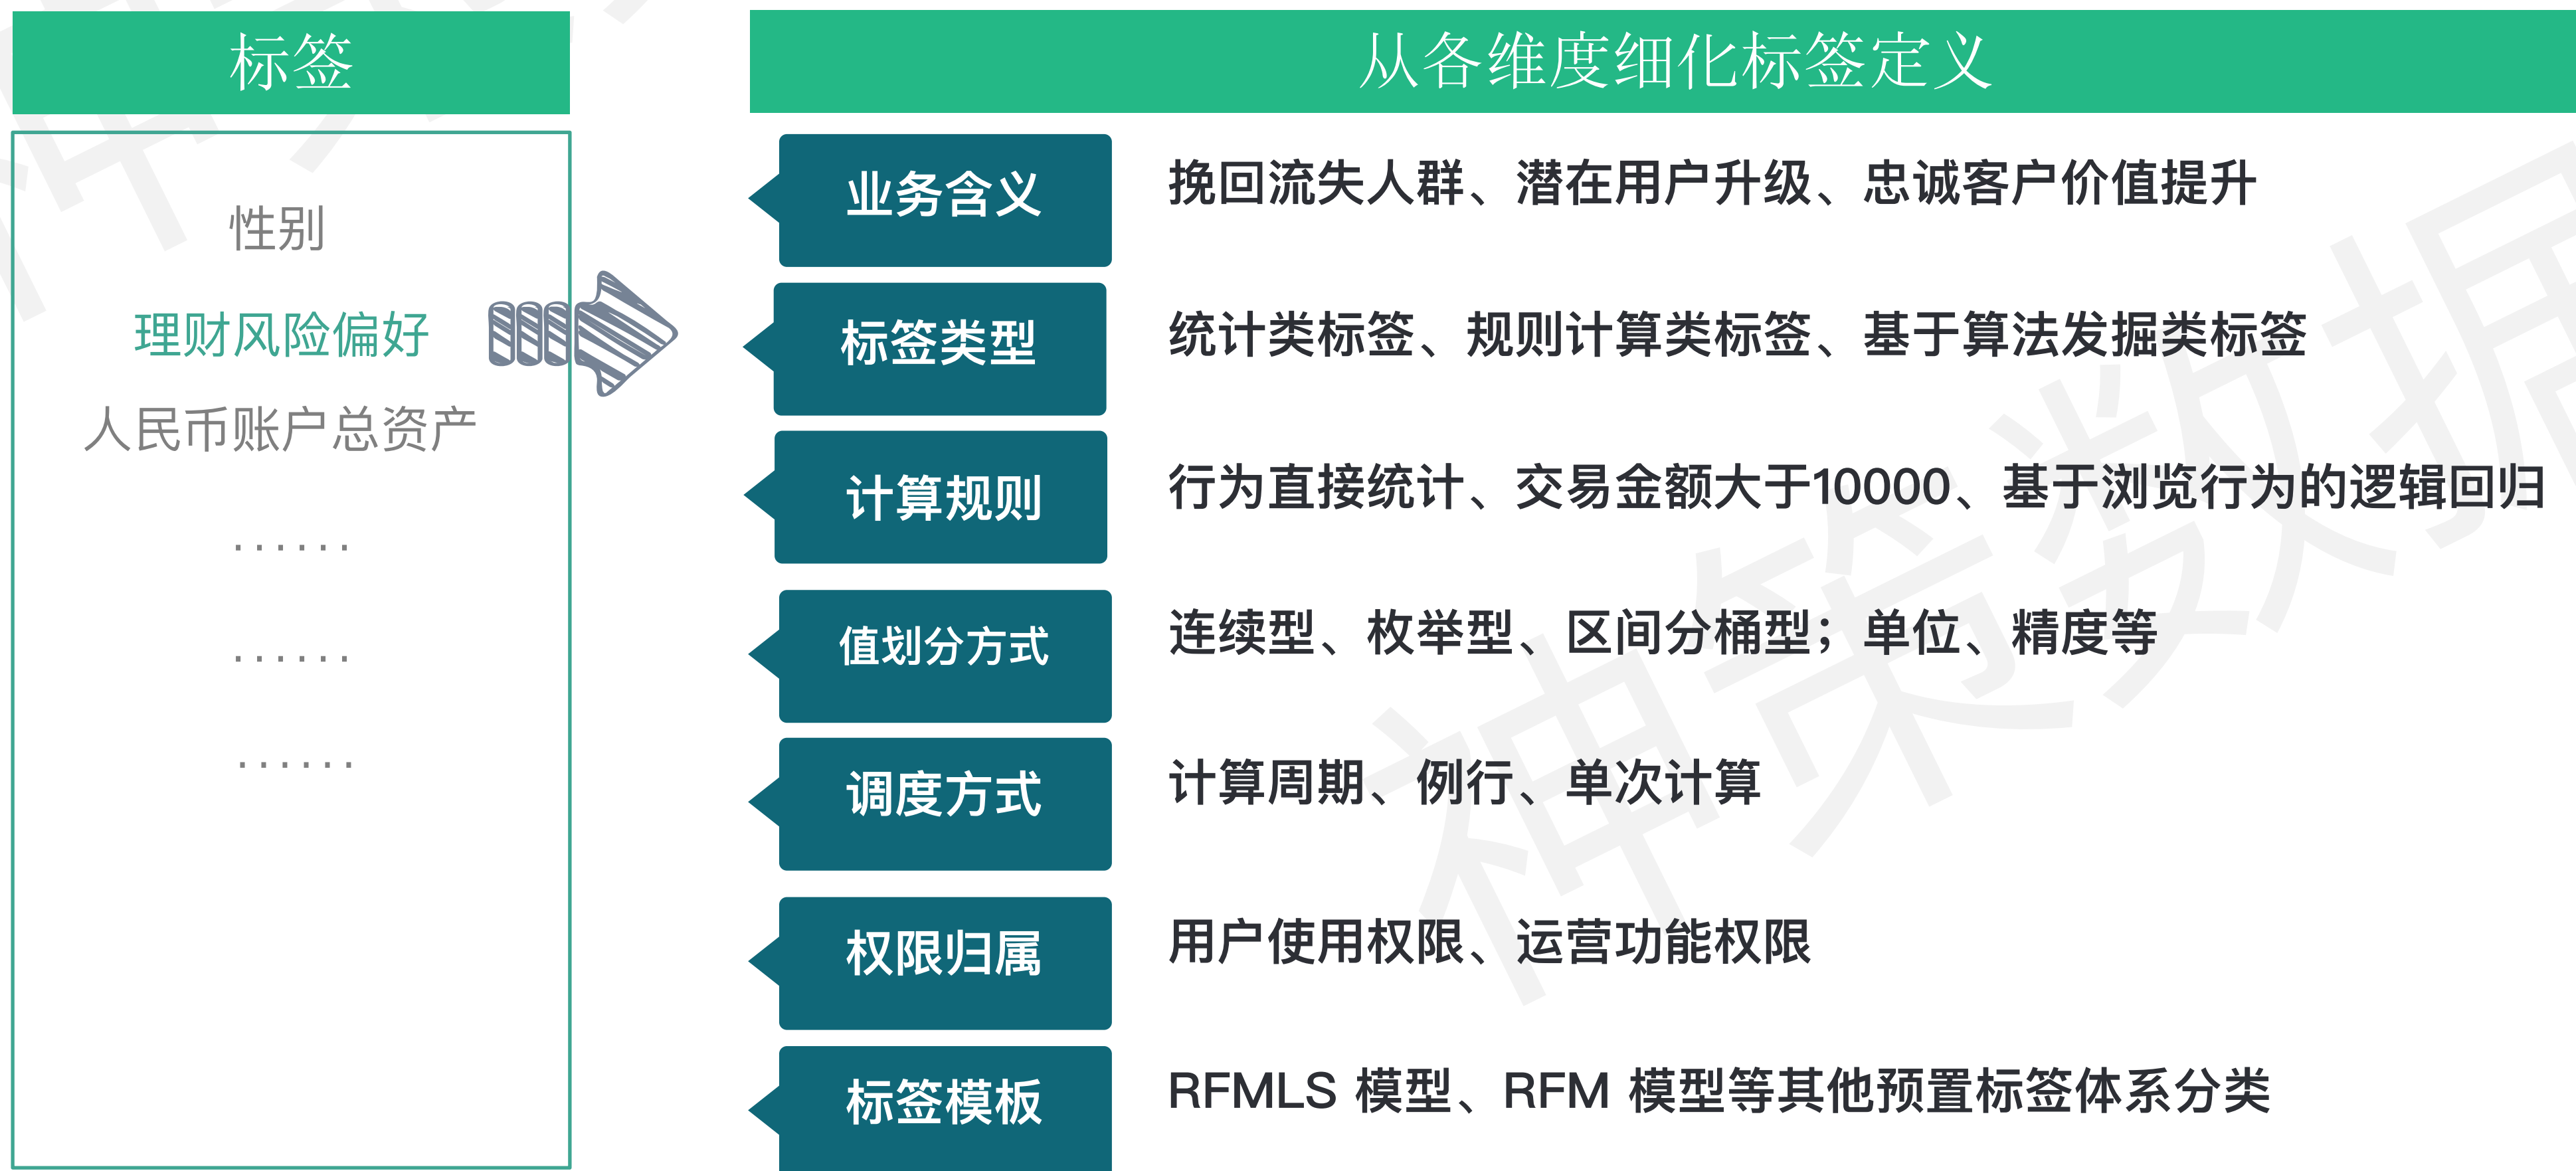 标签
性别
理财风险偏好
人民币账户总资产
......
......
......
从各维度细化标签定义
业务含义
挽回流失人群、潜在用户升级、忠诚客户价值提升
标签类型
统计类标签、规则计算类标签、基于算法发掘类标签
计算规则
行为直接统计、交易金额大于10000、基于浏览行为的逻辑回归
值划分方式
连续型、枚举型、区间分桶型；单位、精度等
调度方式
计算周期、例行、单次计算
权限归属
用户使用权限、运营功能权限
标签模板
RFMLS 模型、RFM 模型等其他预置标签体系分类
神策数据